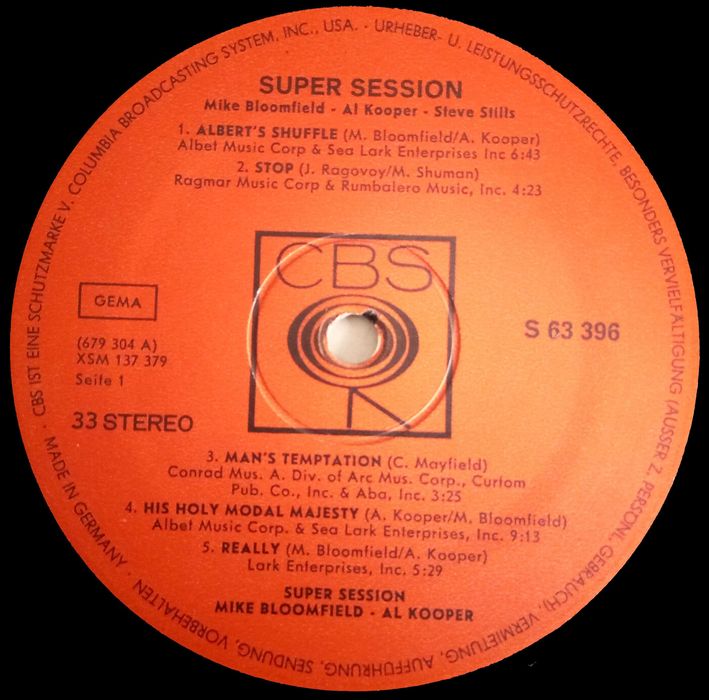 CBS IST EINE SCHUTZMARKE V. COLUMBIA BROADCASTING SYSTEM, INC., USA. · URHEBER- U. LEISTUNGSSCHUTZRECHTE, BESONDERS VERVIELFÄLTIGUNG (AUSSER Z. PERSÖNL. GEBRAUCH), VERMIETUNG, AUFFÜHRUNG, SENDUNG, VORBEHALTEN · MADE IN GERMANY ·
SUPER SESSION
Mike Bloomfield - Al Kooper - Steve Stills
1. ALBERT'S SHUFFLE (M. Bloomfield/A. Kooper)
Albet Music Corp & Sea Lark Enterprises Inc 6:43
2. STOP (J. Ragovoy/M. Shuman)
Ragmar Music Corp & Rumbalero Music, Inc. 4:23
CBS
GEMA
S 63 396
(679 304 A)
XSM 137 379
Seite 1
33 STEREO
3. MAN'S TEMPTATION (C. Mayfield)
Conrad Mus. A. Div. of Arc Mus. Corp., Curtom
Pub. Co., Inc. & Aba, Inc. 3:25
4. HIS HOLY MODAL MAJESTY (A. Kooper/M. Bloomfield)
Albet Music Corp. & Sea Lark Enterprises, Inc. 9:13
5. REALLY (M. Bloomfield/A. Kooper)
Lark Enterprises, Inc. 5:29
SUPER SESSION
MIKE BLOOMFIELD - AL KOOPER